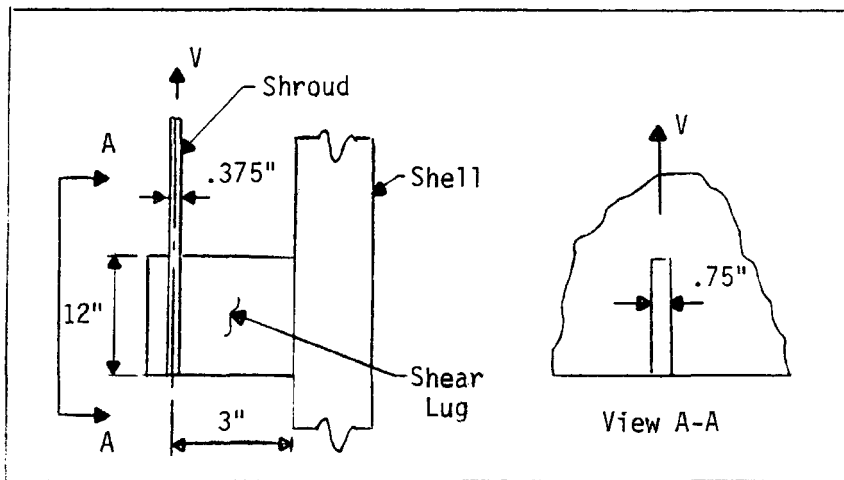 V
Shroud
A
.375"
Shell
12"
Shear
Lug
A
3"
V
.75"
View A-A